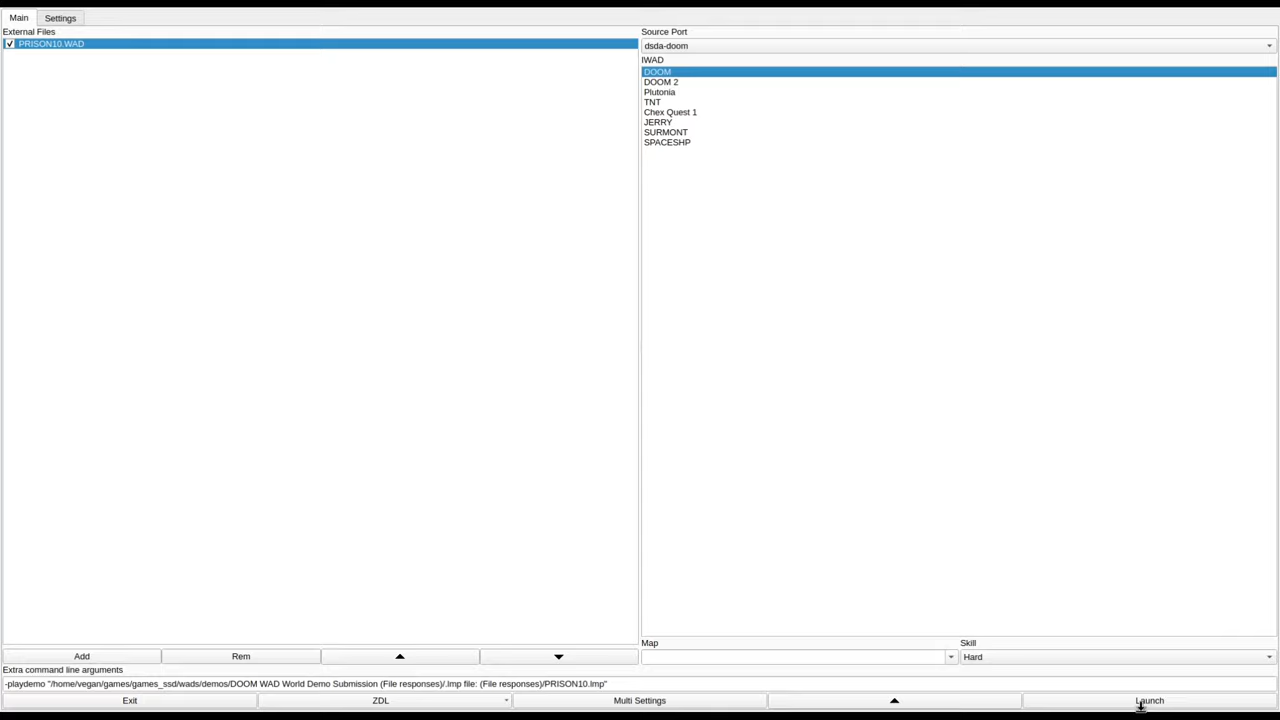 Main Settings
External Files
PRISON10.WAD
Source Port
dsda-doom
IWAD
DOOM
DOOM 2
Plutonia
TNT
Chex Quest 1
JERRY
SURMONT
SPACESHP
Map
Skill
Hard
Add Rem
Extra command line arguments
-playdemo "/home/vegan/games/games_ssd/wads/demos/DOOM WAD World Demo Submission (File responses)/.lmp file: (File responses)/PRISON10.lmp"
Exit ZDL Multi Settings Launch